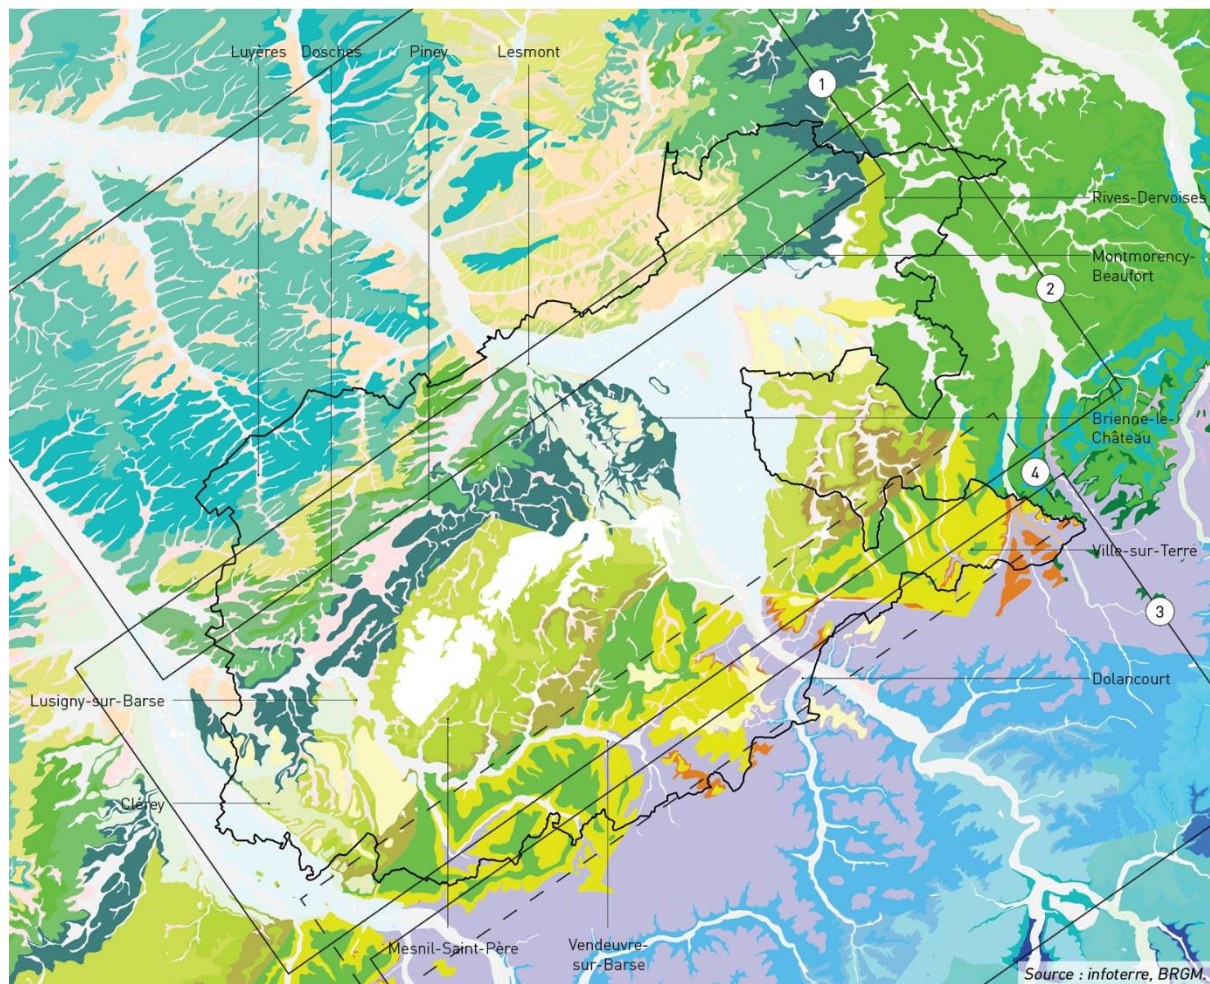 Luyères
Dosches
Piney
Lesmont
1
Rives-Dervoises
Montmorency-
Beaufort
2
Brienne-le-
Château
4
Ville-sur-Terre
3
Dolancourt
Lusigny-sur-Barse
Clérey
Mesnil-Saint-Père
Vendeuvre-
sur-Barse
Source : infoterre, BRGM.